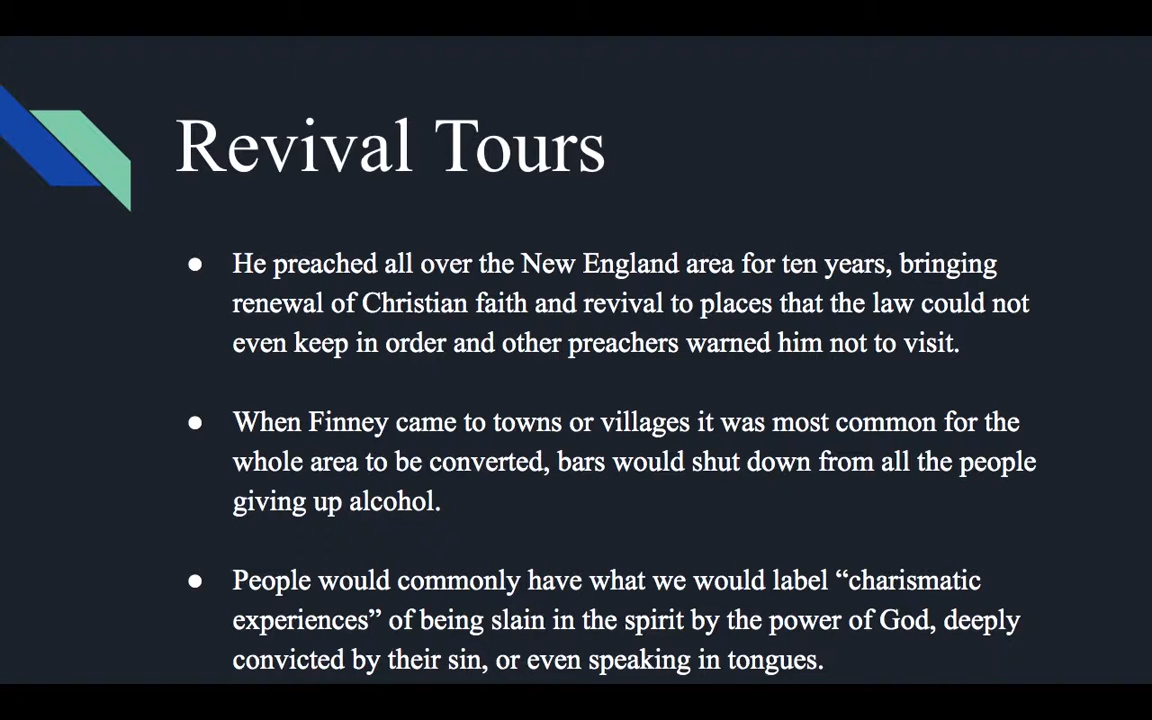 Revival Tours
● He preached all over the New England area for ten years, bringing
renewal of Christian faith and revival to places that the law could not
even keep in order and other preachers warned him not to visit.
● When Finney came to towns or villages it was most common for the
whole area to be converted, bars would shut down from all the people
giving up alcohol.
● People would commonly have what we would label “charismatic
experiences” of being slain in the spirit by the power of God, deeply
convicted by their sin, or even speaking in tongues.